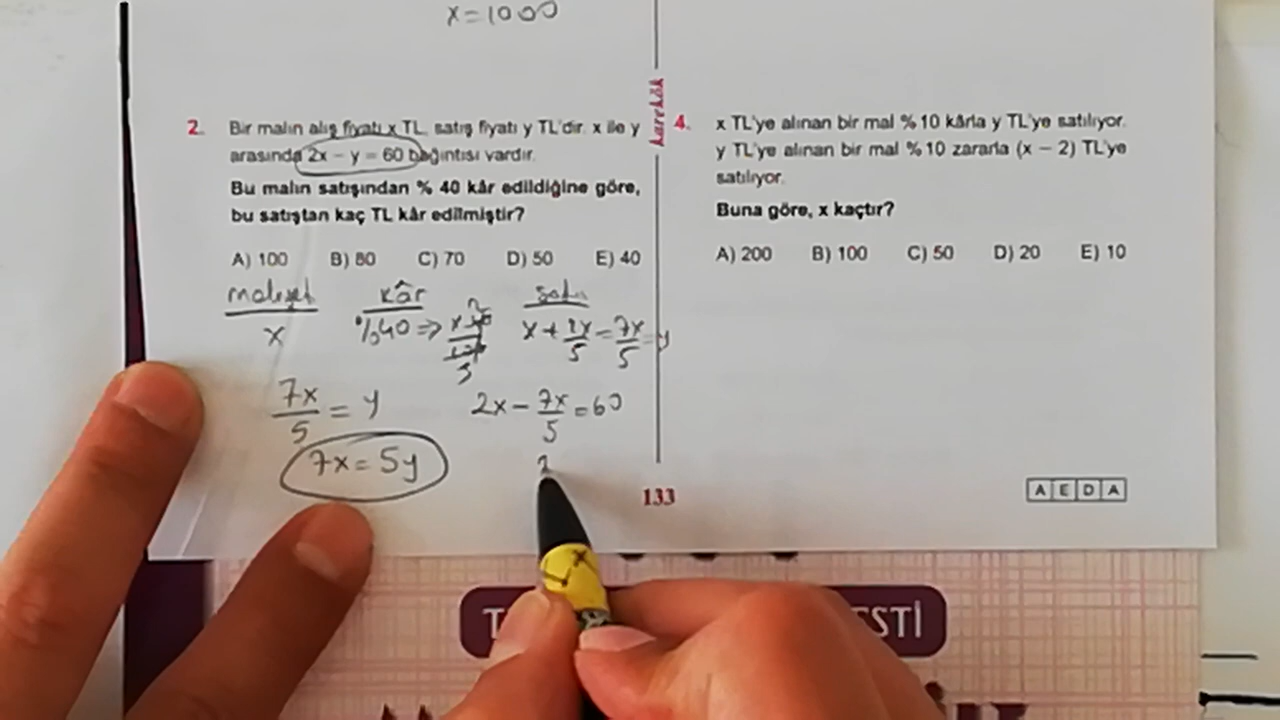 x=1000
2. Bir malın alış fiyatı x TL, satış fiyatı y TL'dir. x ile y
arasında 2x – y = 60 bağıntısı vardır.
Bu malın satışından % 40 kâr edildiğine göre,
bu satıştan kaç TL kâr edilmiştir?
A) 100 B) 80 C) 70 D) 50 E) 40
maliyet kâr satış
x %40 ⇒ x + 2x/5 = 7x/5 = y
7x/5 = y 2x – 7x/5 = 60
7x = 5y
karekök
4. x TL'ye alınan bir mal % 10 kârla y TL'ye satılıyor.
y TL'ye alınan bir mal % 10 zararla (x – 2) TL'ye
satılıyor.
Buna göre, x kaçtır?
A) 200 B) 100 C) 50 D) 20 E) 10
133
A E D A